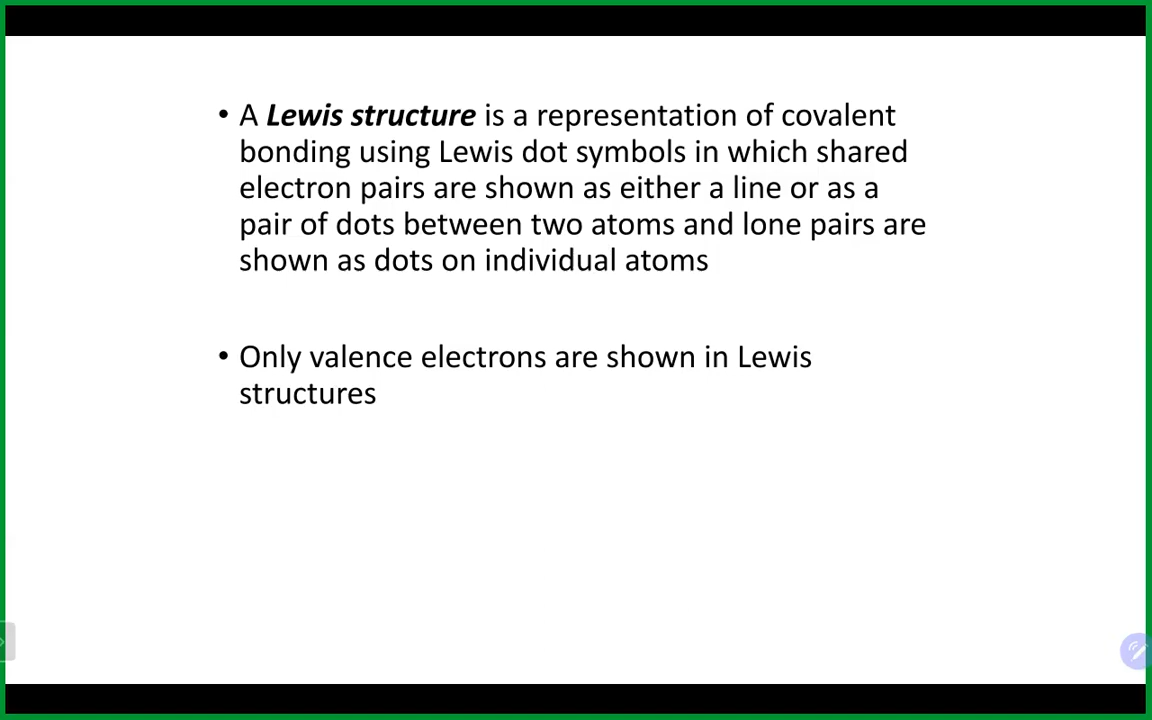 • A Lewis structure is a representation of covalent
bonding using Lewis dot symbols in which shared
electron pairs are shown as either a line or as a
pair of dots between two atoms and lone pairs are
shown as dots on individual atoms
• Only valence electrons are shown in Lewis
structures